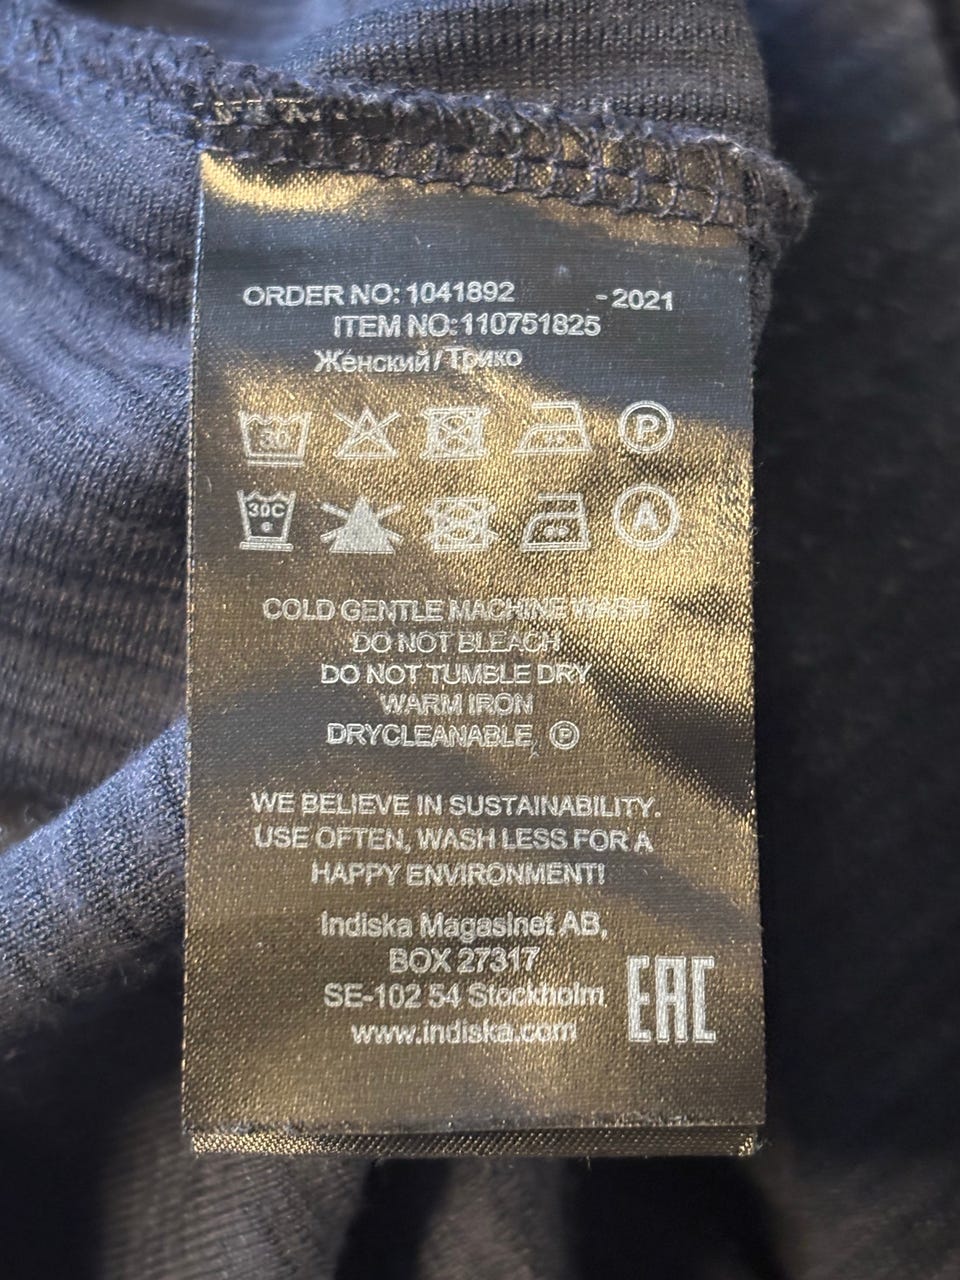 ORDER NO: 1041892 - 2021
ITEM NO:110751825
Женский / Трико
30 P
30C A
COLD GENTLE MACHINE WASH
DO NOT BLEACH
DO NOT TUMBLE DRY
WARM IRON
DRYCLEANABLE P
WE BELIEVE IN SUSTAINABILITY.
USE OFTEN, WASH LESS FOR A
HAPPY ENVIRONMENT!
Indiska Magasinet AB,
BOX 27317
SE-102 54 Stockholm
www.indiska.com
EAC